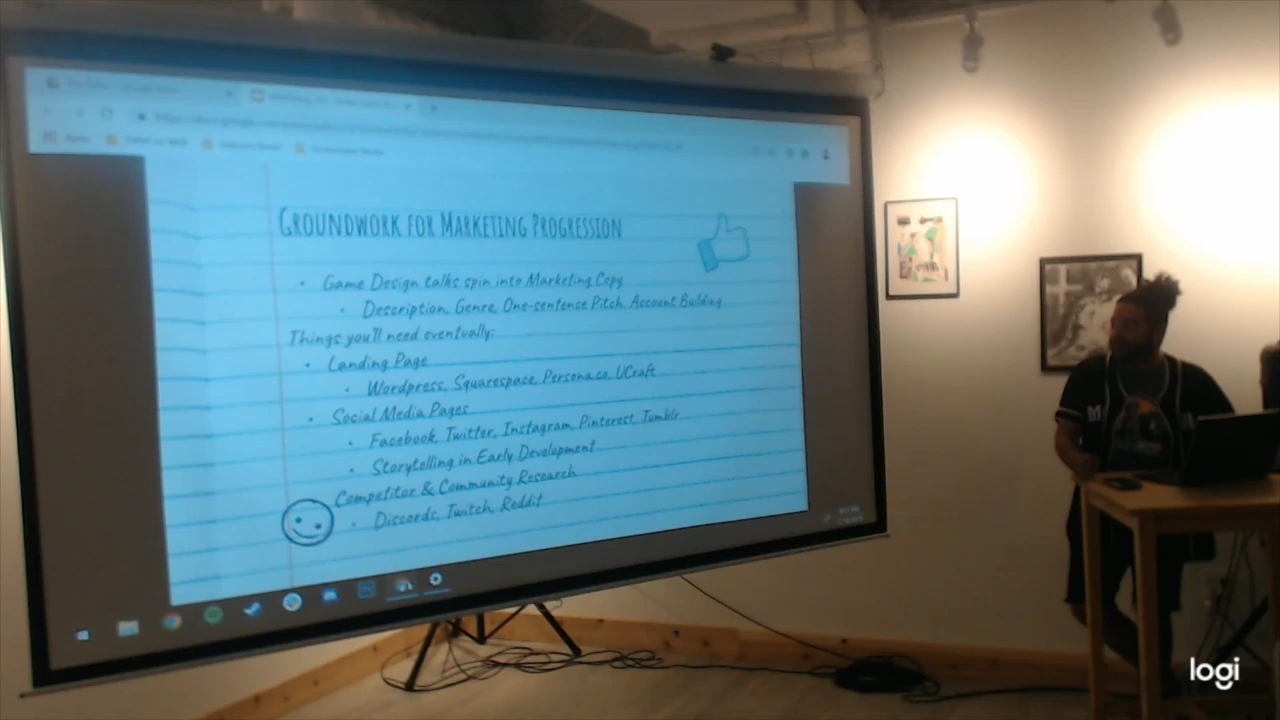 Groundwork for Marketing Progression
Game Design talks spin into Marketing Copy
Description, Genre, One-sentence Pitch, Account Building
Things you'll need eventually:
Landing Page
Wordpress, Squarespace, Persona.co, UCraft
Social Media Pages
Facebook, Twitter, Instagram, Pinterest, Tumblr
Storytelling in Early Development
Competitor & Community Research
Discords, Twitch, Reddit
logi